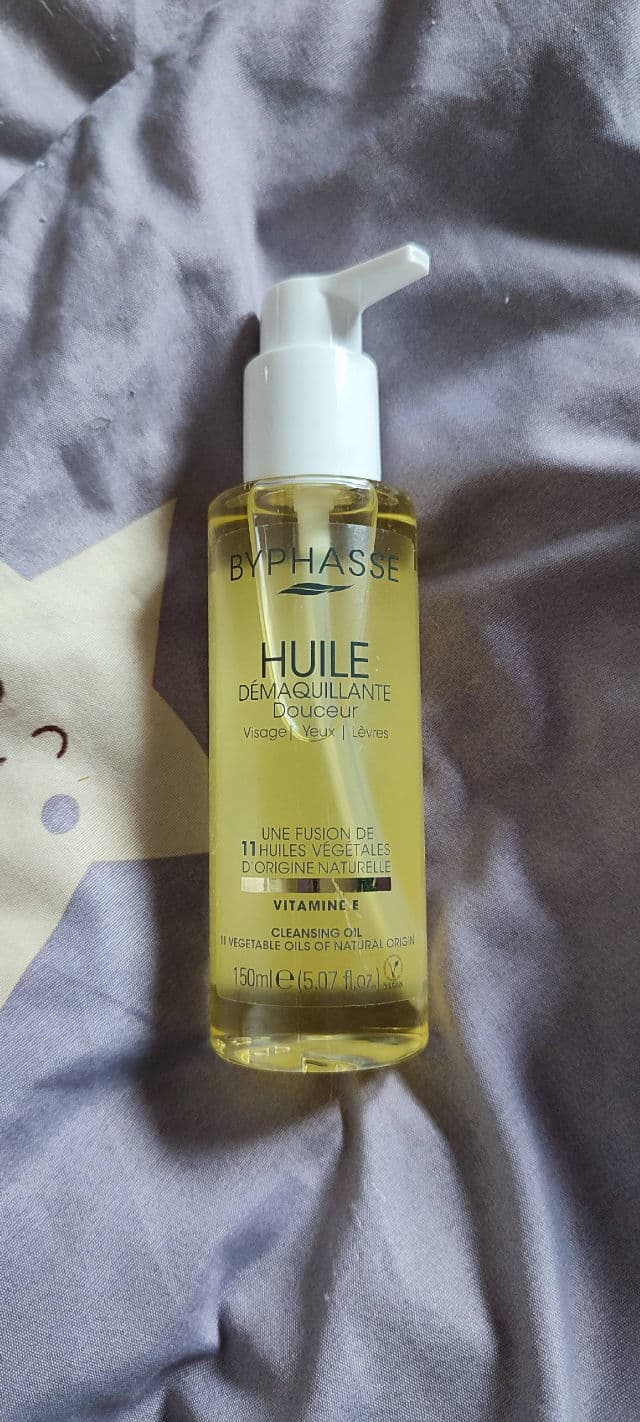 BYPHASSE
HUILE
DÉMAQUILLANTE
Douceur
Visage | Yeux | Lèvres
UNE FUSION DE
11 HUILES VÉGÉTALES
D'ORIGINE NATURELLE
VITAMINE E
CLEANSING OIL
11 VEGETABLE OILS OF NATURAL ORIGIN
150ml e (5.07 fl.oz.) VEGAN